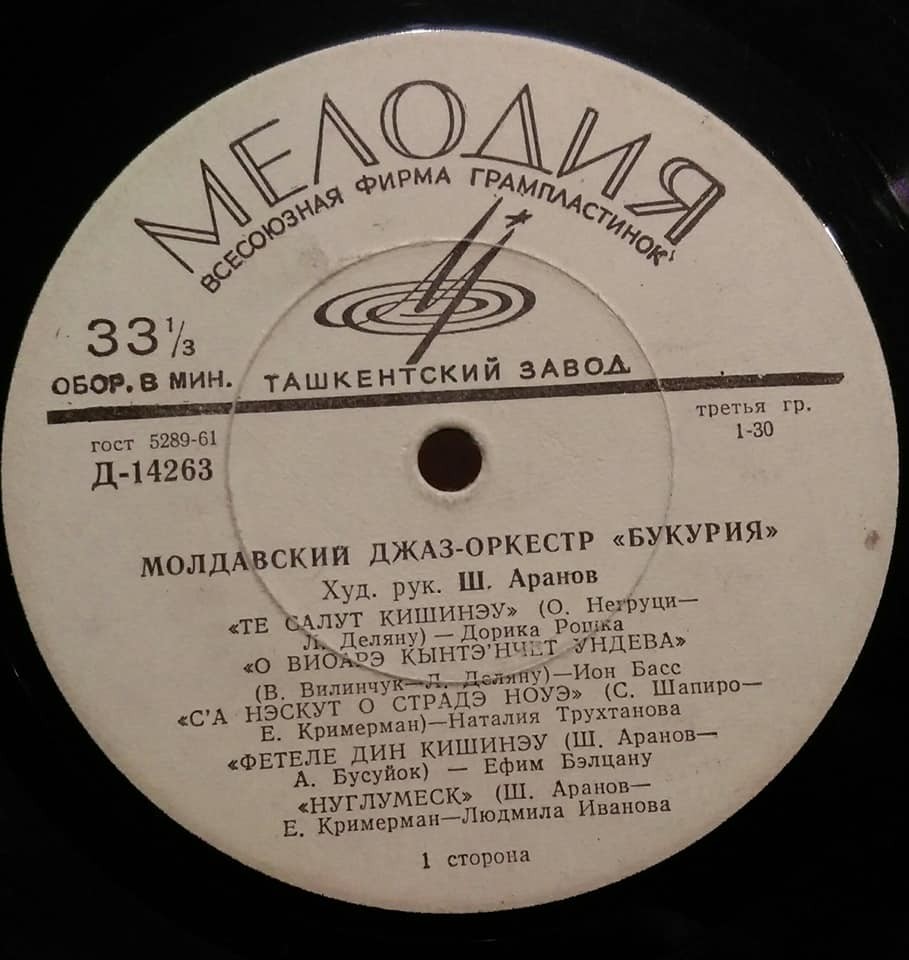 МЕЛОДИЯ
ВСЕСОЮЗНАЯ ФИРМА ГРАМПЛАСТИНОК
33⅓
ОБОР. В МИН.
ТАШКЕНТСКИЙ ЗАВОД
гост 5289-61
Д-14263
третья гр.
1-30
МОЛДАВСКИЙ ДЖАЗ-ОРКЕСТР «БУКУРИЯ»
Худ. рук. Ш. Аранов
«ТЕ САЛУТ КИШИНЭУ» (О. Негруци—
Л. Деляну) — Дорика Рошка
«О ВИОАРЭ КЫНТЭ'НЧЕТ УНДЕВА»
(В. Вилинчук—Л. Деляну)—Ион Басс
«С'А НЭСКУТ О СТРАДЭ НОУЭ» (С. Шапиро—
Е. Кримерман)—Наталия Трухтанова
«ФЕТЕЛЕ ДИН КИШИНЭУ (Ш. Аранов—
А. Бусуйок) — Ефим Бэлцану
«НУГЛУМЕСК» (Ш. Аранов—
Е. Кримерман—Людмила Иванова
1 сторона